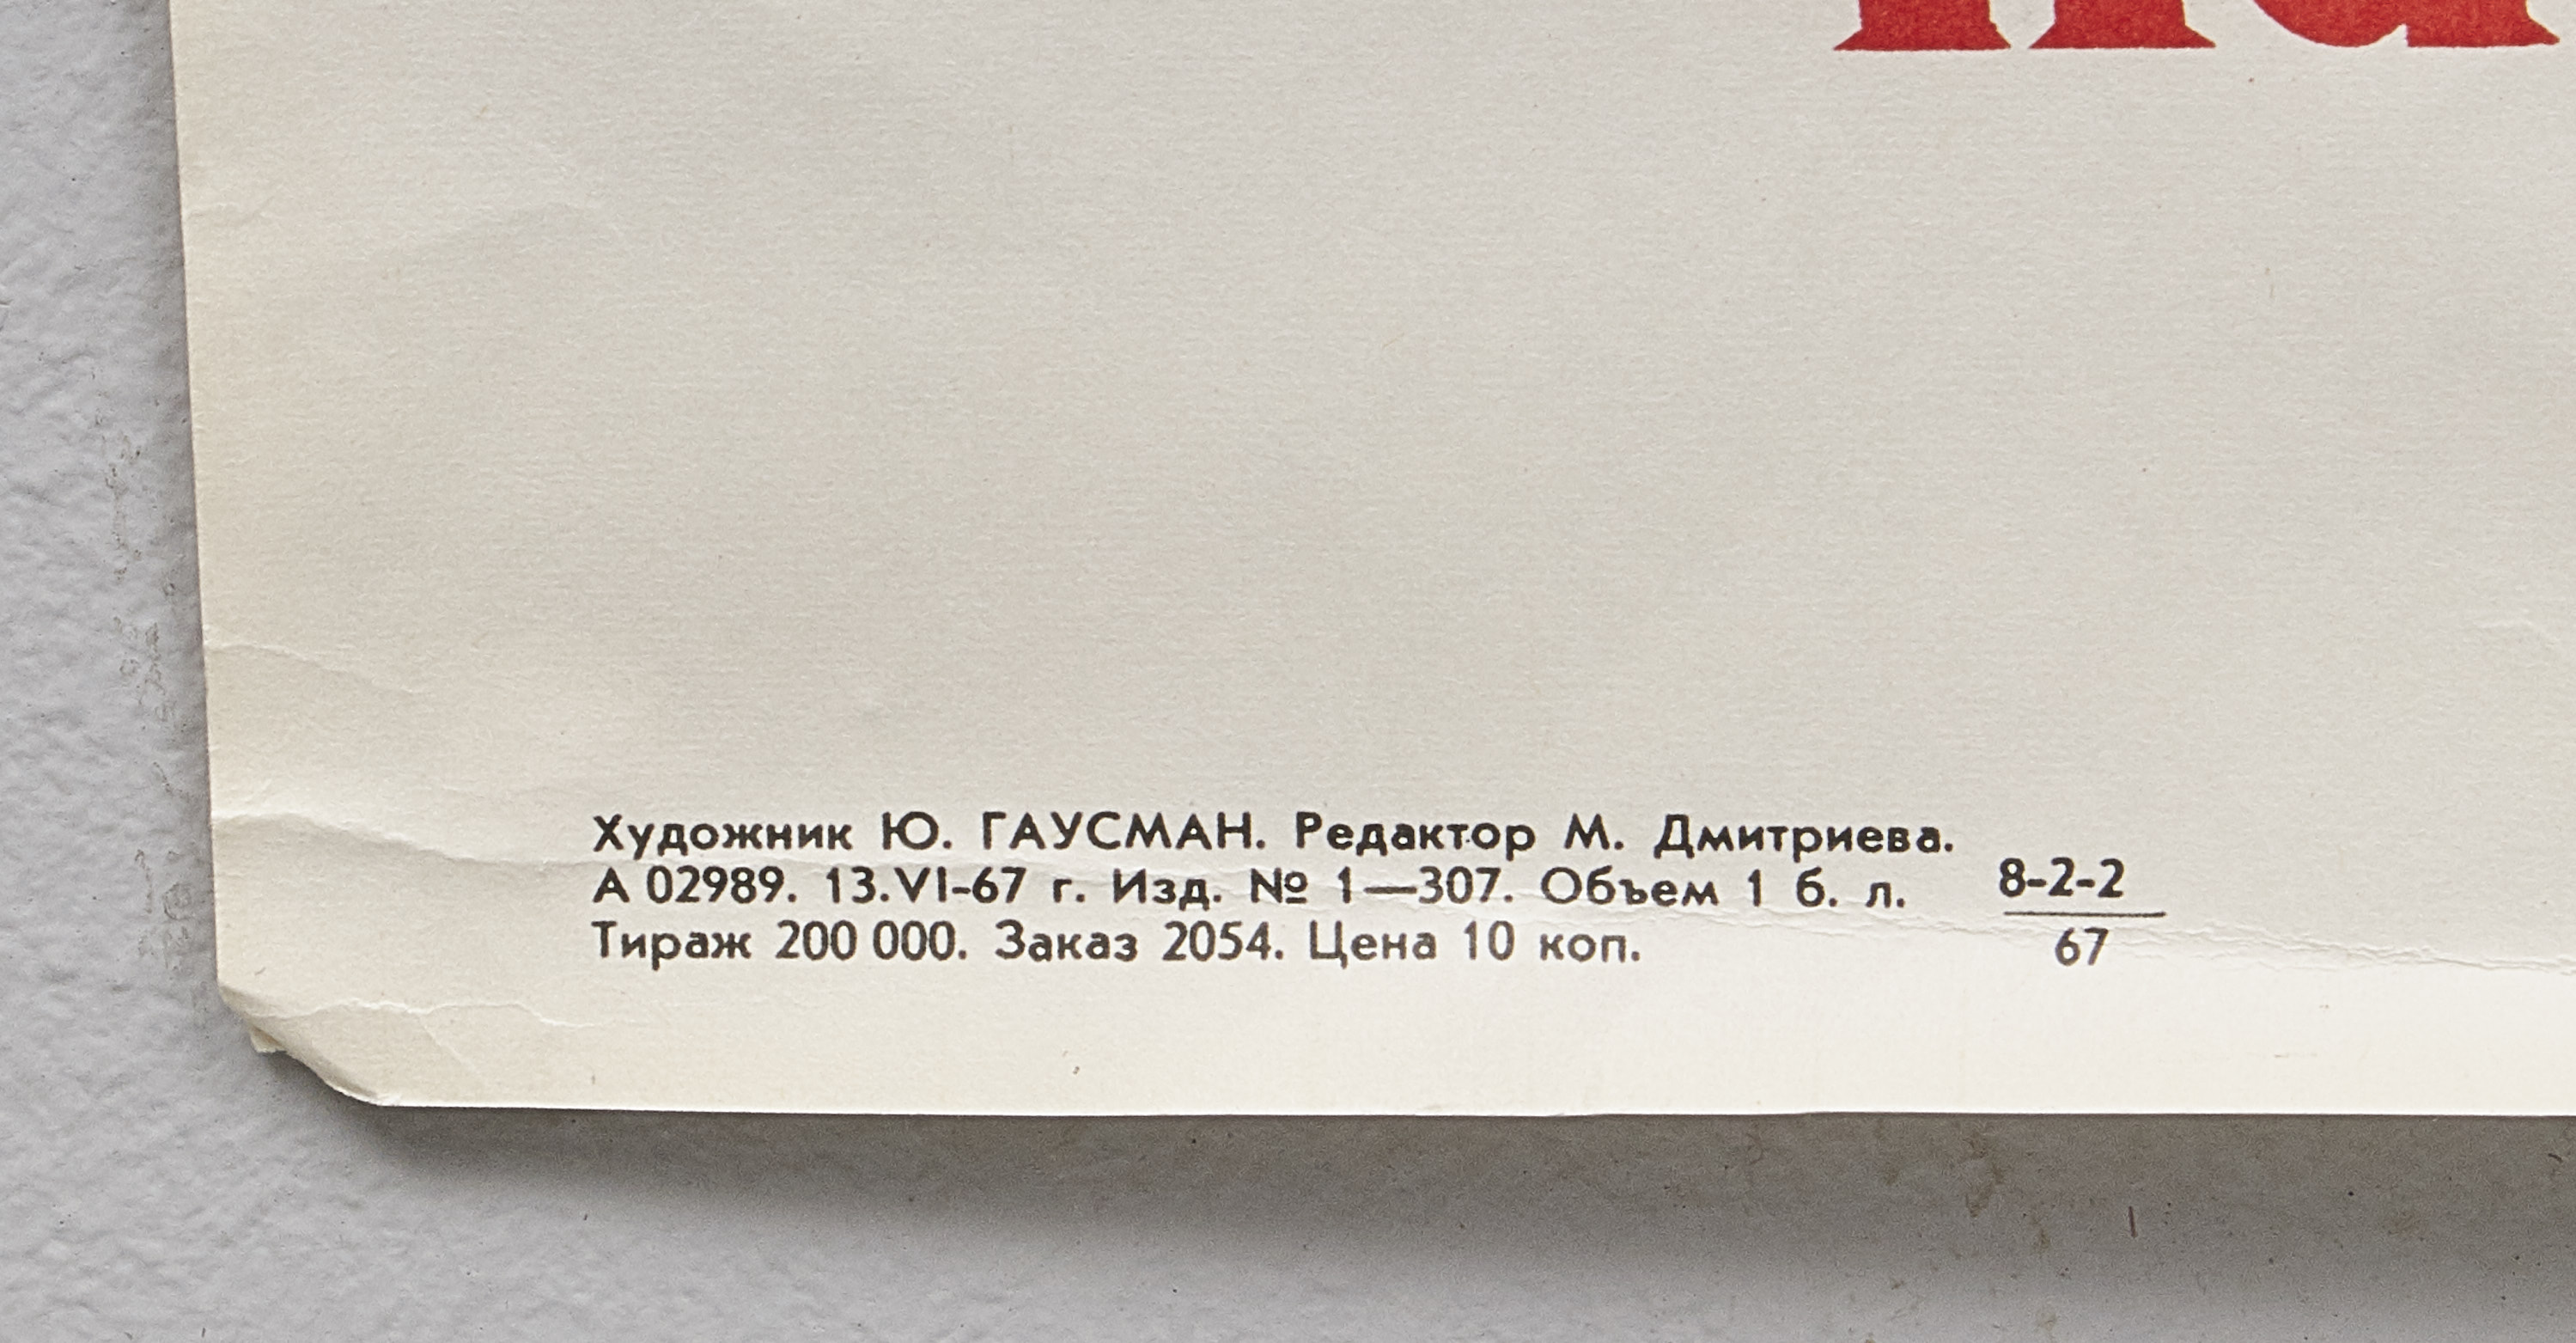 Художник Ю. ГАУСМАН. Редактор М. Дмитриева.
А 02989. 13.VI-67 г. Изд. № 1—307. Объем 1 б. л.
Тираж 200 000. Заказ 2054. Цена 10 коп.
8-2-2
67